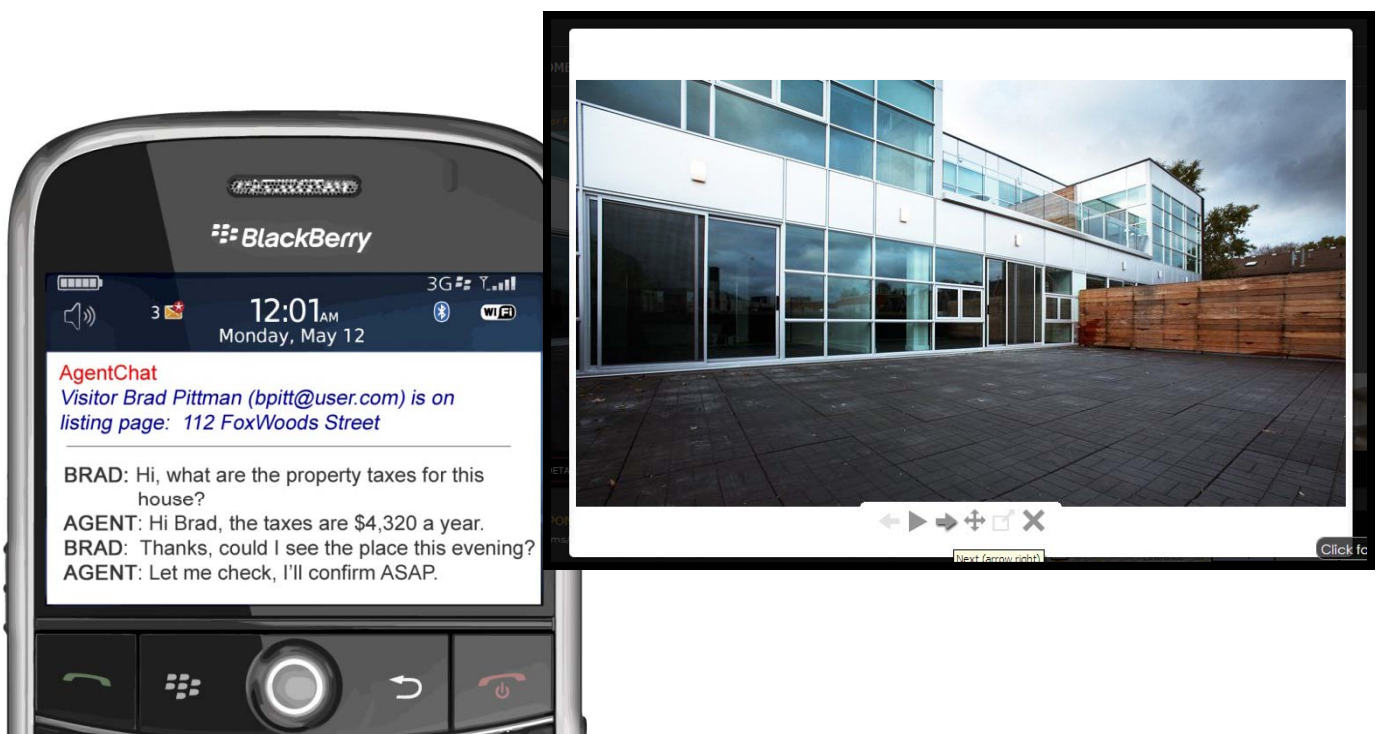 BlackBerry
3G
3
12:01AM
WiFi
Monday, May 12
AgentChat
Visitor Brad Pittman (bpitt@user.com) is on
listing page: 112 FoxWoods Street
BRAD: Hi, what are the property taxes for this
house?
AGENT: Hi Brad, the taxes are $4,320 a year.
BRAD: Thanks, could I see the place this evening?
AGENT: Let me check, I'll confirm ASAP.
Next (arrow right)
Click fo